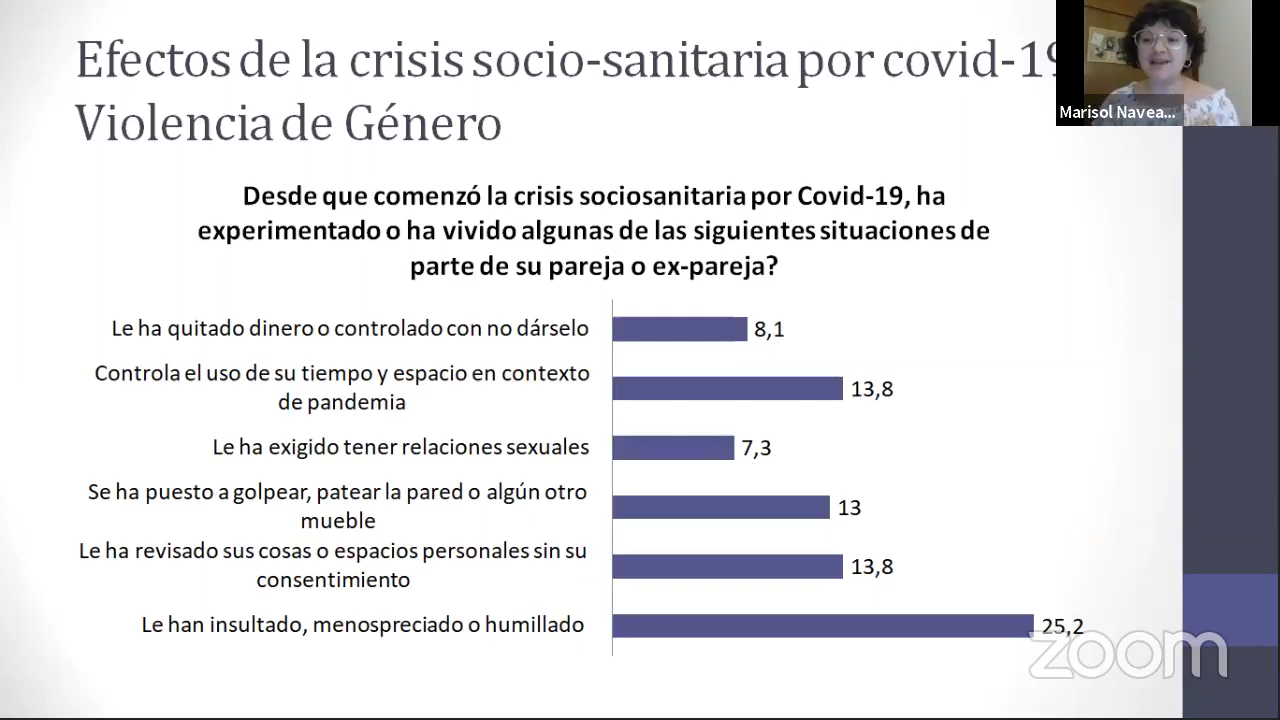 Efectos de la crisis socio-sanitaria por covid-19
Violencia de Género
Marisol Navea...
Desde que comenzó la crisis sociosanitaria por Covid-19, ha
experimentado o ha vivido algunas de las siguientes situaciones de
parte de su pareja o ex-pareja?
Le ha quitado dinero o controlado con no dárselo
8,1
Controla el uso de su tiempo y espacio en contexto
de pandemia
13,8
Le ha exigido tener relaciones sexuales
7,3
Se ha puesto a golpear, patear la pared o algún otro
mueble
13
Le ha revisado sus cosas o espacios personales sin su
consentimiento
13,8
Le han insultado, menospreciado o humillado
25,2
zoom